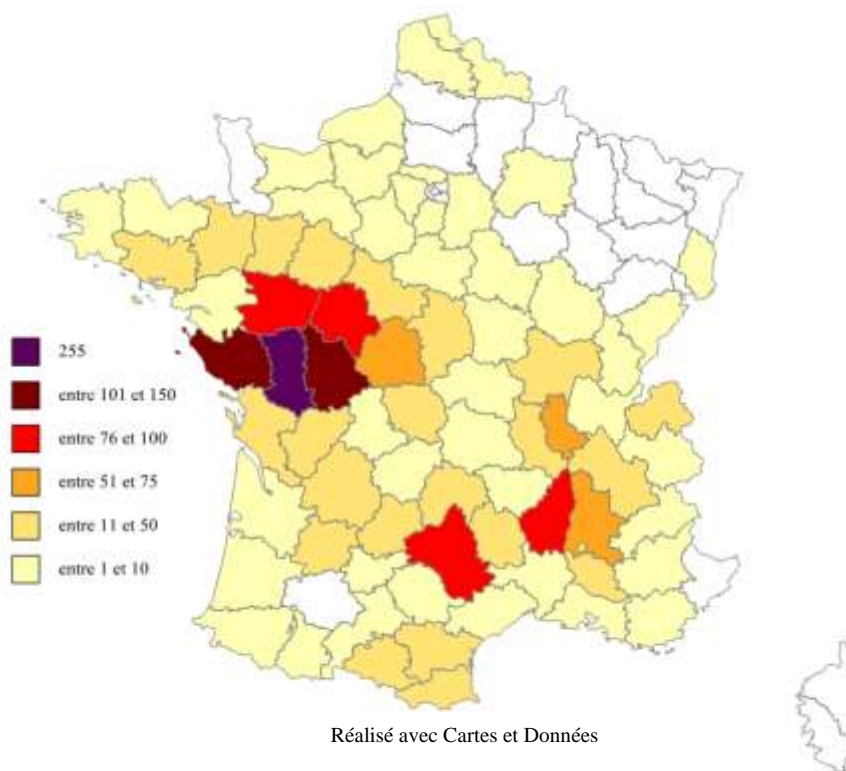 255
entre 101 et 150
entre 76 et 100
entre 51 et 75
entre 11 et 50
entre 1 et 10
Réalisé avec Cartes et Données